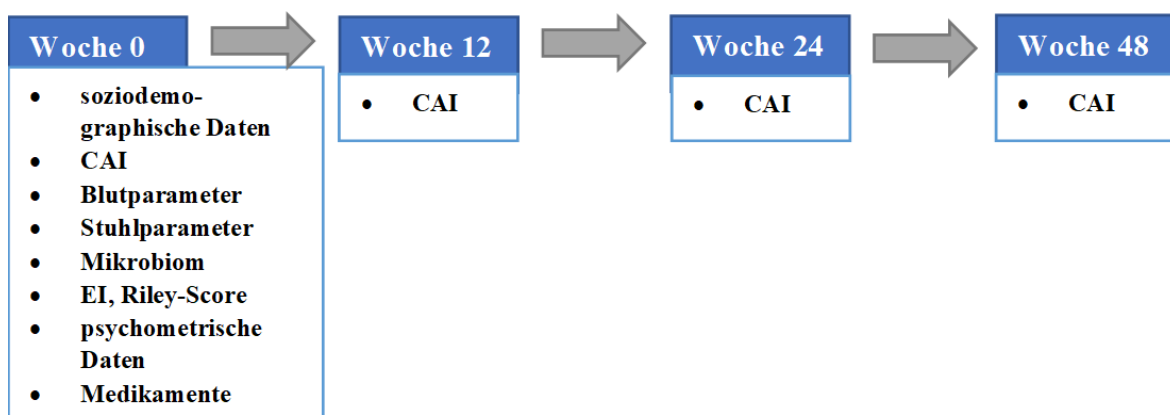 Woche 0
• soziodemo-
graphische Daten
• CAI
• Blutparameter
• Stuhlparameter
• Mikrobiom
• EI, Riley-Score
• psychometrische
Daten
• Medikamente
Woche 12
• CAI
Woche 24
• CAI
Woche 48
• CAI